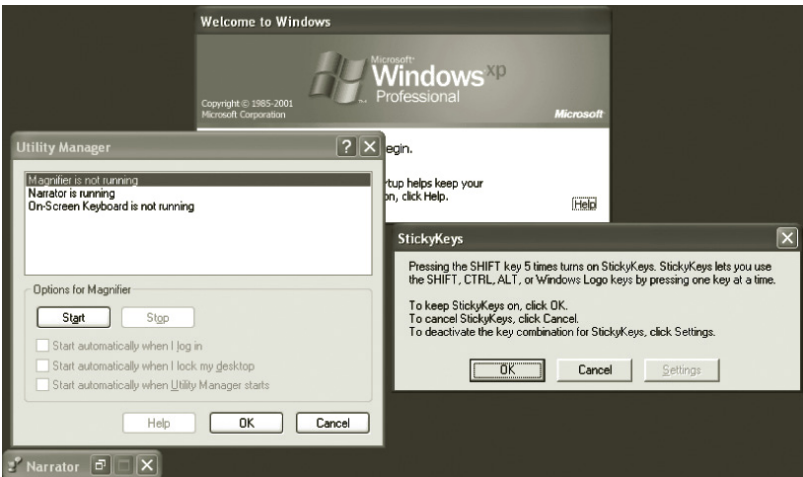 Welcome to Windows
Microsoft
Windows xp
Professional
Copyright © 1985-2001
Microsoft Corporation
Microsoft
egin.
rtup helps keep your
on, click Help.
Help
Utility Manager
Magnifier is not running
Narrator is running
On-Screen Keyboard is not running
Options for Magnifier
Start Stop
Start automatically when I log in
Start automatically when I lock my desktop
Start automatically when Utility Manager starts
Help OK Cancel
StickyKeys
Pressing the SHIFT key 5 times turns on StickyKeys. StickyKeys lets you use
the SHIFT, CTRL, ALT, or Windows Logo keys by pressing one key at a time.
To keep StickyKeys on, click OK.
To cancel StickyKeys, click Cancel.
To deactivate the key combination for StickyKeys, click Settings.
OK Cancel Settings
Narrator